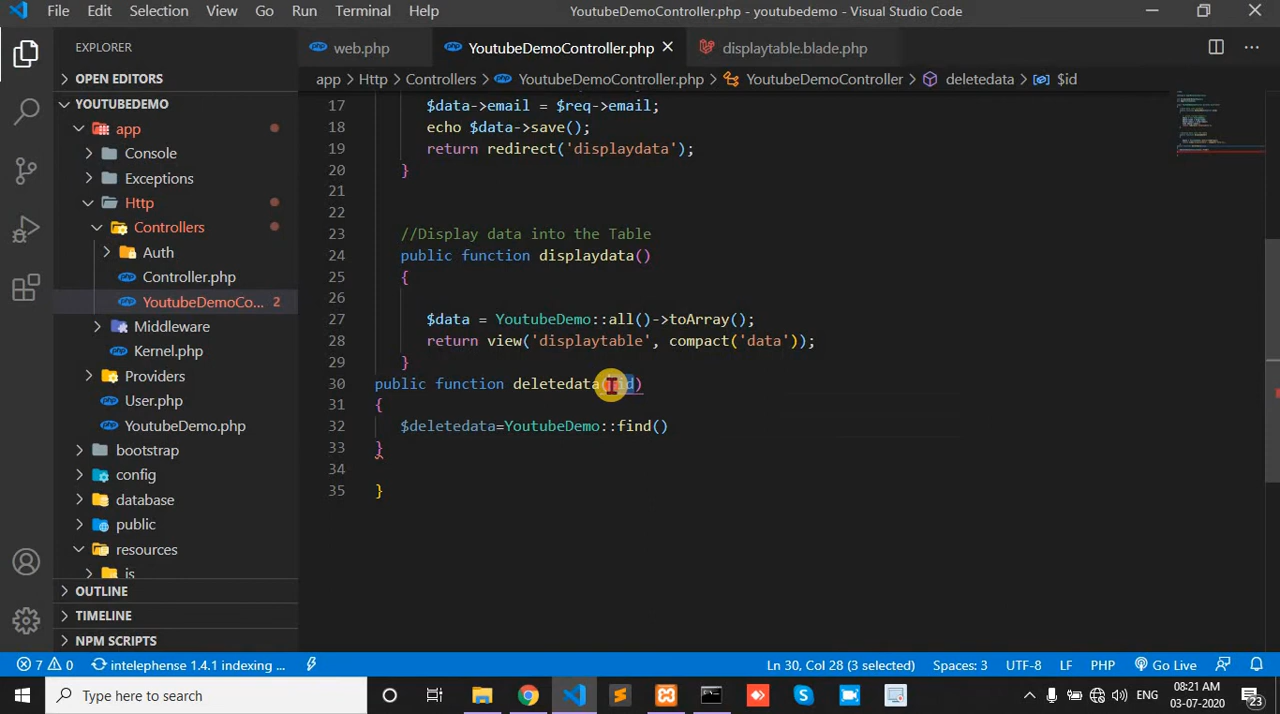 File Edit Selection View Go Run Terminal Help YoutubeDemoController.php - youtubedemo - Visual Studio Code
EXPLORER
web.php YoutubeDemoController.php displaytable.blade.php
OPEN EDITORS
app Http Controllers YoutubeDemoController.php YoutubeDemoController deletedata $id
YOUTUBEDEMO
app
Console
Exceptions
Http
Controllers
Auth
Controller.php
YoutubeDemoCo... 2
Middleware
Kernel.php
Providers
User.php
YoutubeDemo.php
bootstrap
config
database
public
resources
js
OUTLINE
TIMELINE
NPM SCRIPTS
17 $data->email = $req->email;
18 echo $data->save();
19 return redirect('displaydata');
20 }
21
22
23 //Display data into the Table
24 public function displaydata()
25 {
26
27 $data = YoutubeDemo::all()->toArray();
28 return view('displaytable', compact('data'));
29 }
30 public function deletedata($id)
31 {
32 $deletedata=YoutubeDemo::find()
33 }
34
35 }
7 0 intelephense 1.4.1 indexing ... Ln 30, Col 28 (3 selected) Spaces: 3 UTF-8 LF PHP Go Live
Type here to search
ENG
08:21 AM
03-07-2020
23